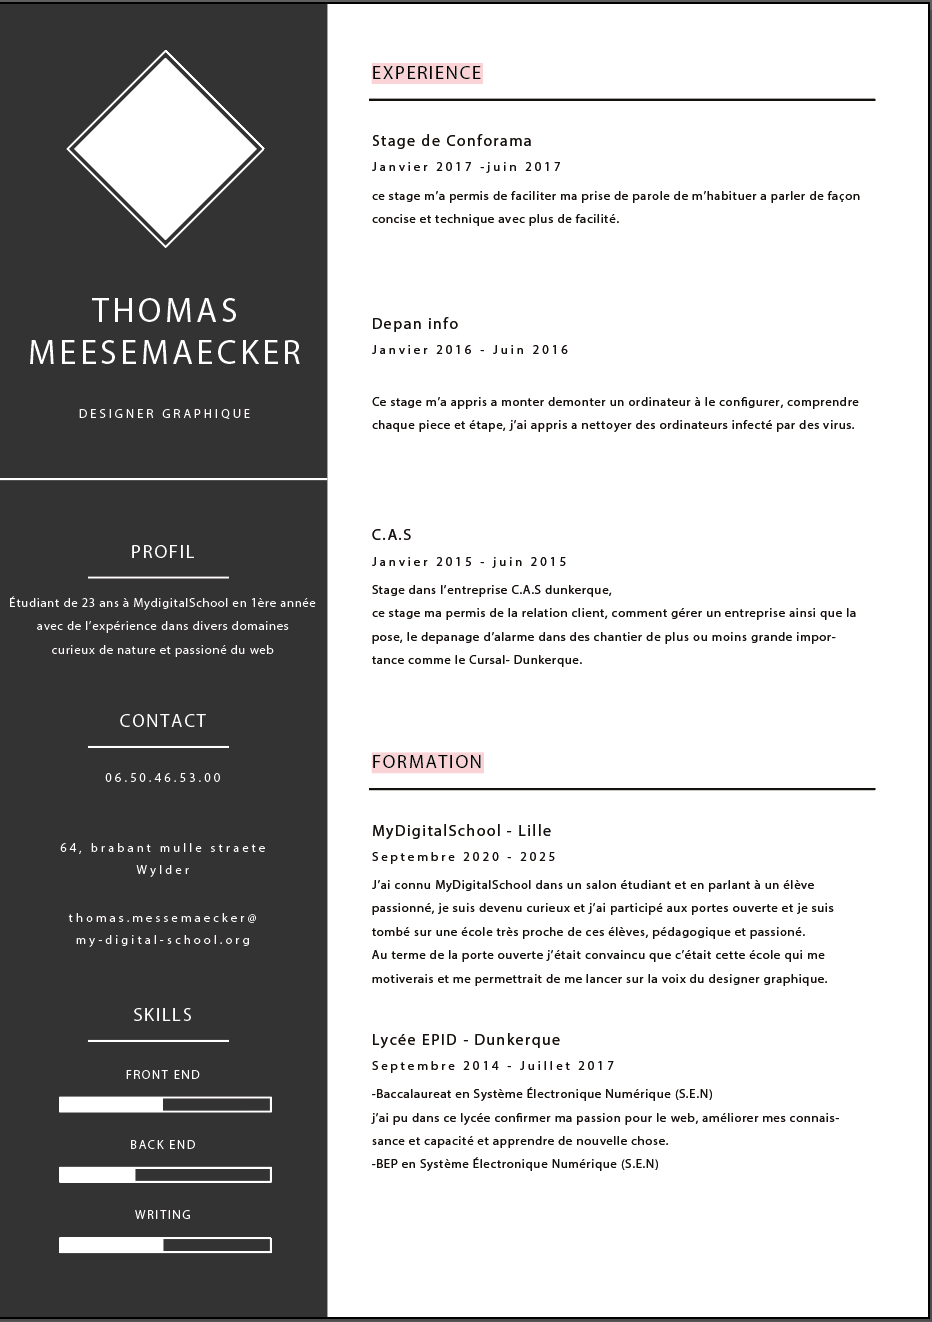 THOMAS
MEESEMAECKER
DESIGNER GRAPHIQUE
PROFIL
Étudiant de 23 ans à MydigitalSchool en 1ère année
avec de l’expérience dans divers domaines
curieux de nature et passioné du web
CONTACT
06.50.46.53.00
64, brabant mulle straete
Wylder
thomas.messemaecker@
my-digital-school.org
SKILLS
FRONT END
BACK END
WRITING
EXPERIENCE
Stage de Conforama
Janvier 2017 -juin 2017
ce stage m’a permis de faciliter ma prise de parole de m’habituer a parler de façon
concise et technique avec plus de facilité.
Depan info
Janvier 2016 - Juin 2016
Ce stage m’a appris a monter demonter un ordinateur à le configurer, comprendre
chaque piece et étape, j’ai appris a nettoyer des ordinateurs infecté par des virus.
C.A.S
Janvier 2015 - juin 2015
Stage dans l’entreprise C.A.S dunkerque,
ce stage ma permis de la relation client, comment gérer un entreprise ainsi que la
pose, le depanage d’alarme dans des chantier de plus ou moins grande impor-
tance comme le Cursal- Dunkerque.
FORMATION
MyDigitalSchool - Lille
Septembre 2020 - 2025
J’ai connu MyDigitalSchool dans un salon étudiant et en parlant à un élève
passionné, je suis devenu curieux et j’ai participé aux portes ouverte et je suis
tombé sur une école très proche de ces élèves, pédagogique et passioné.
Au terme de la porte ouverte j’était convaincu que c’était cette école qui me
motiverais et me permettrait de me lancer sur la voix du designer graphique.
Lycée EPID - Dunkerque
Septembre 2014 - Juillet 2017
-Baccalaureat en Système Électronique Numérique (S.E.N)
j’ai pu dans ce lycée confirmer ma passion pour le web, améliorer mes connais-
sance et capacité et apprendre de nouvelle chose.
-BEP en Système Électronique Numérique (S.E.N)